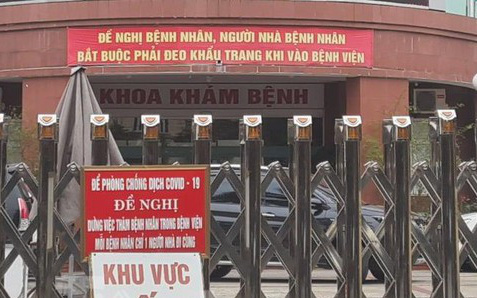 ĐỀ NGHỊ BỆNH NHÂN, NGƯỜI NHÀ BỆNH NHÂN
BẮT BUỘC PHẢI ĐEO KHẨU TRANG KHI VÀO BỆNH VIỆN
KHOA KHÁM BỆNH
ĐỂ PHÒNG CHỐNG DỊCH COVID - 19
ĐỀ NGHỊ
DỪNG VIỆC THĂM BỆNH NHÂN TRONG BỆNH VIỆN
MỖI BỆNH NHÂN CHỈ 1 NGƯỜI NHÀ ĐI CÙNG
KHU VỰC